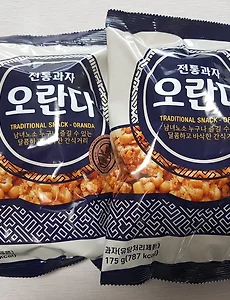 전통과자
오란다
TRADITIONAL SNACK - ORANDA
남녀노소 누구나 즐길 수 있는
달콤하고 바삭한 간식거리
kcal)
전통과자
오란다
TRADITIONAL SNACK - ORANDA
남녀노소 누구나 즐길 수 있는
달콤하고 바삭한 간식거리
과자(유탕처리제품)
175 g(787 kcal)